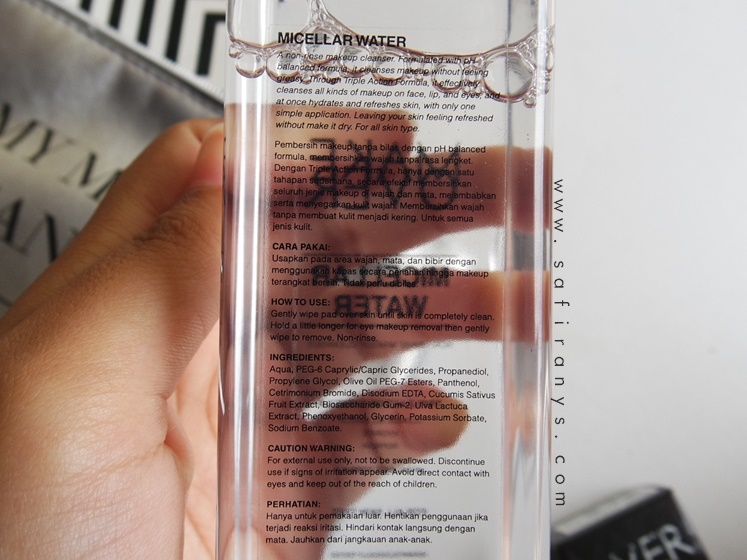 MICELLAR WATER
A non-rinse makeup cleanser. Formulated with pH
balanced formula, it cleanses makeup without feeling
greasy. Through Triple Action Formula, it effectively
cleanses all kinds of makeup on face, lip, and eyes, and
at once hydrates and refreshes skin, with only one
simple application. Leaving your skin feeling refreshed
without make it dry. For all skin type.
Pembersih makeup tanpa bilas dengan pH balanced
formula, membersihkan wajah tanpa rasa lengket.
Dengan Triple Action Formula, hanya dengan satu
tahapan sederhana, secara efektif membersihkan
seluruh jenis makeup di wajah dan mata, melembabkan
serta menyegarkan kulit wajah. Membersihkan wajah
tanpa membuat kulit menjadi kering. Untuk semua
jenis kulit.
CARA PAKAI:
Usapkan pada area wajah, mata, dan bibir dengan
menggunakan kapas secara perlahan hingga makeup
terangkat bersih. Tidak perlu dibilas.
HOW TO USE:
Gently wipe pad over skin until skin is completely clean.
Hold a little longer for eye makeup removal then gently
wipe to remove. Non-rinse.
INGREDIENTS:
Aqua, PEG-6 Caprylic/Capric Glycerides, Propanediol,
Propylene Glycol, Olive Oil PEG-7 Esters, Panthenol,
Cetrimonium Bromide, Disodium EDTA, Cucumis Sativus
Fruit Extract, Biosaccharide Gum-2, Ulva Lactuca
Extract, Phenoxyethanol, Glycerin, Potassium Sorbate,
Sodium Benzoate.
CAUTION WARNING:
For external use only, not to be swallowed. Discontinue
use if signs of irritation appear. Avoid direct contact with
eyes and keep out of the reach of children.
PERHATIAN:
Hanya untuk pemakaian luar. Hentikan penggunaan jika
terjadi reaksi iritasi. Hindari kontak langsung dengan
mata. Jauhkan dari jangkauan anak-anak.
MICELLAR
WATER
www.safiranys.com